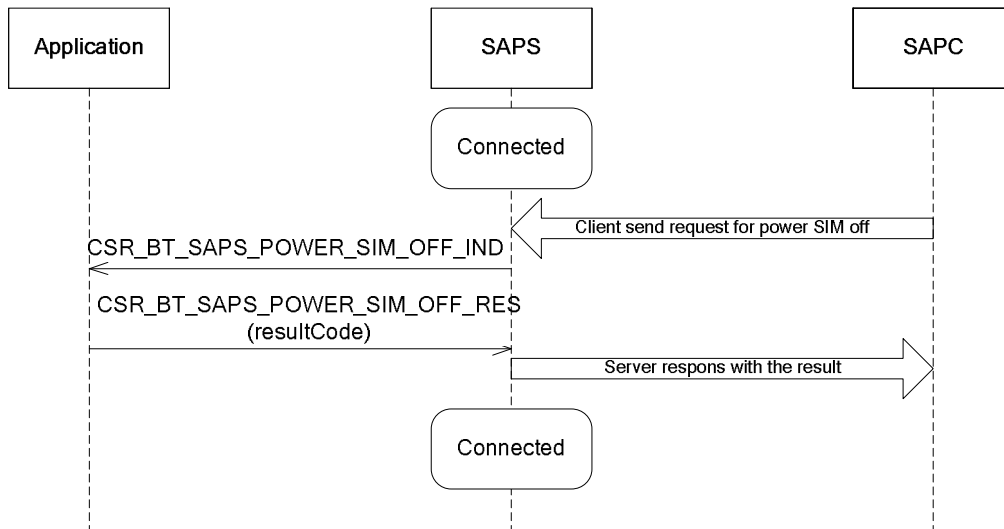 Application
SAPS
SAPC
Connected
Client send request for power SIM off
CSR_BT_SAPS_POWER_SIM_OFF_IND
CSR_BT_SAPS_POWER_SIM_OFF_RES
(resultCode)
Server respons with the result
Connected